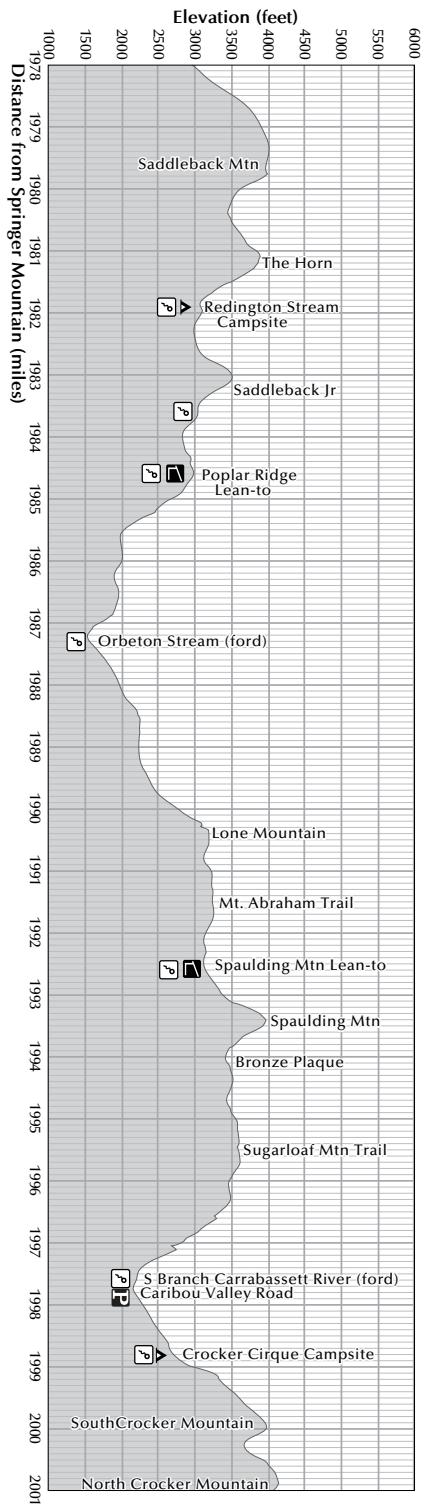 Elevation (feet)
1000
1500
2000
2500
3000
3500
4000
4500
5000
5500
6000
Distance from Springer Mountain (miles)
1978
1979
1980
1981
1982
1983
1984
1985
1986
1987
1988
1989
1990
1991
1992
1993
1994
1995
1996
1997
1998
1999
2000
2001
Saddleback Mtn
The Horn
Redington Stream
Campsite
Saddleback Jr
Poplar Ridge
Lean-to
Orbeton Stream (ford)
Lone Mountain
Mt. Abraham Trail
Spaulding Mtn Lean-to
Spaulding Mtn
Bronze Plaque
Sugarloaf Mtn Trail
S Branch Carrabassett River (ford)
P Caribou Valley Road
Crocker Cirque Campsite
SouthCrocker Mountain
North Crocker Mountain